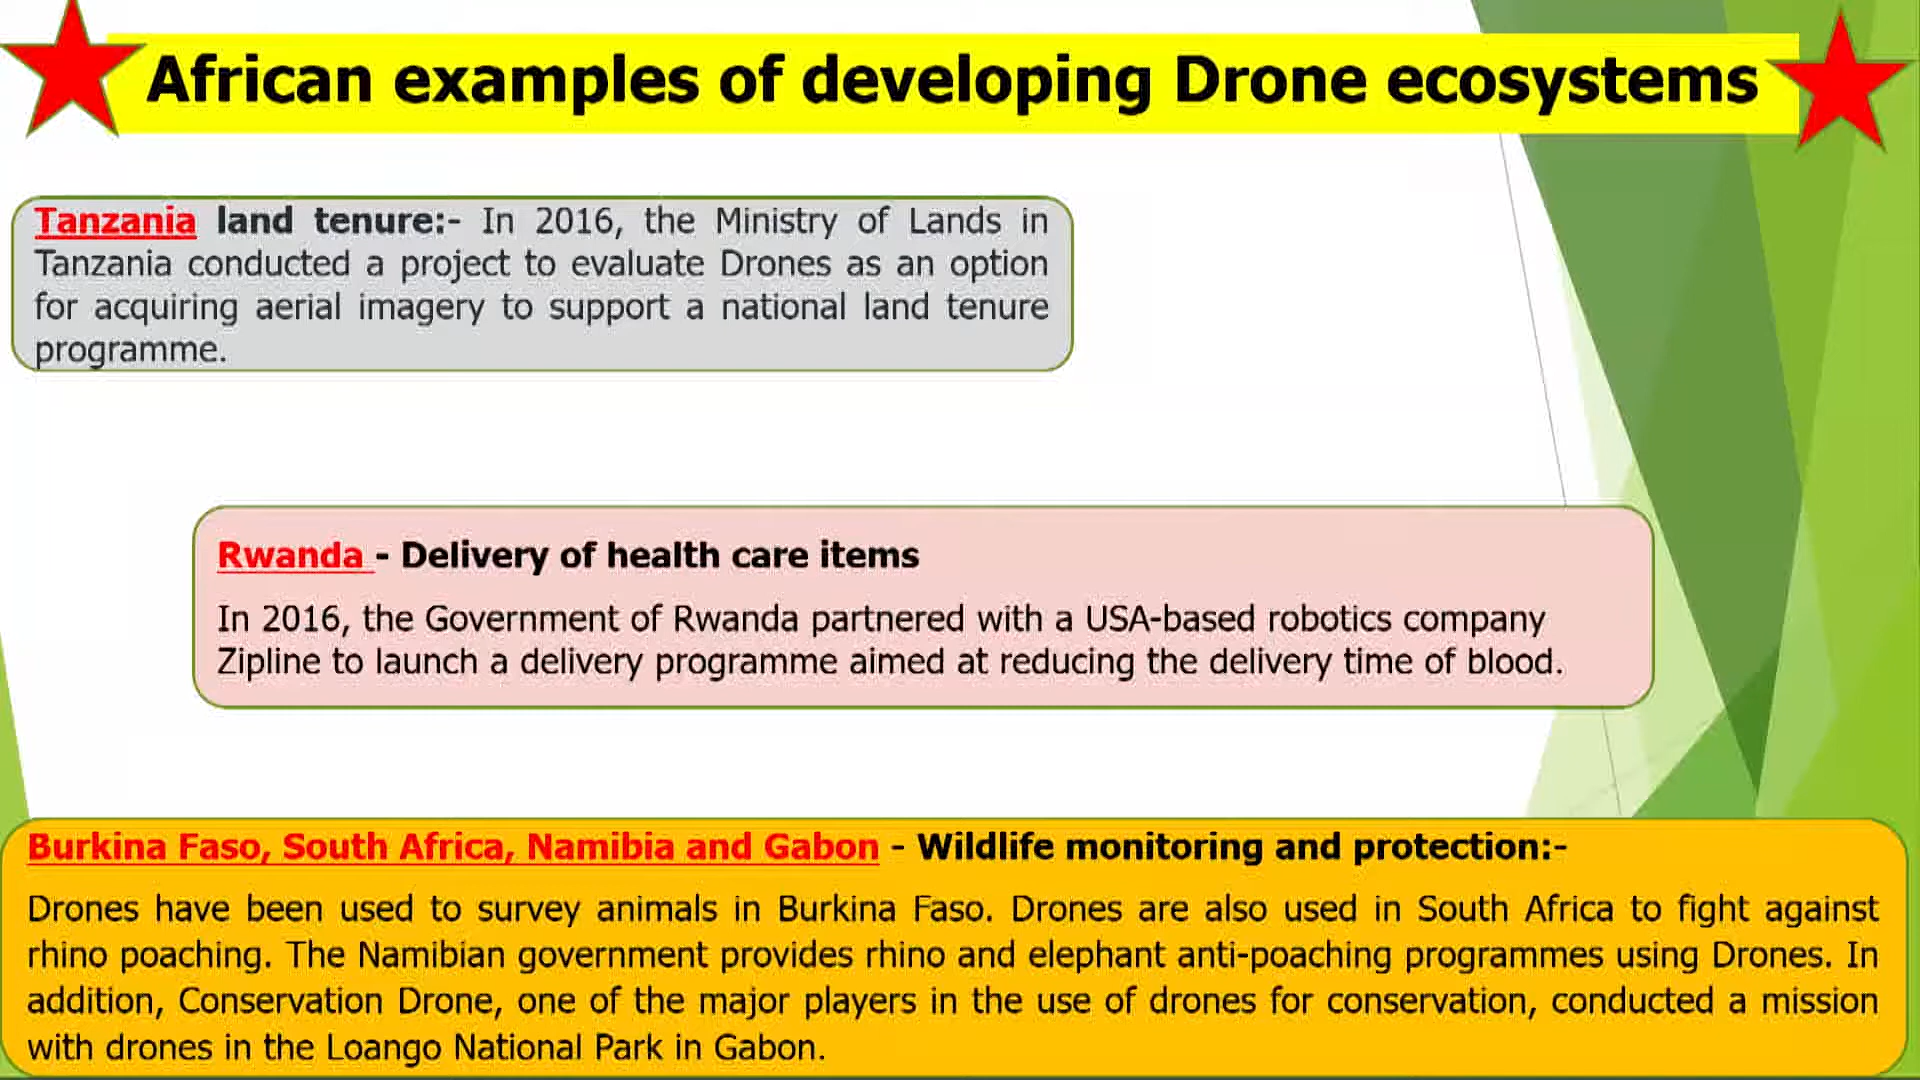 African examples of developing Drone ecosystems
Tanzania land tenure:- In 2016, the Ministry of Lands in
Tanzania conducted a project to evaluate Drones as an option
for acquiring aerial imagery to support a national land tenure
programme.
Rwanda - Delivery of health care items
In 2016, the Government of Rwanda partnered with a USA-based robotics company
Zipline to launch a delivery programme aimed at reducing the delivery time of blood.
Burkina Faso, South Africa, Namibia and Gabon - Wildlife monitoring and protection:-
Drones have been used to survey animals in Burkina Faso. Drones are also used in South Africa to fight against
rhino poaching. The Namibian government provides rhino and elephant anti-poaching programmes using Drones. In
addition, Conservation Drone, one of the major players in the use of drones for conservation, conducted a mission
with drones in the Loango National Park in Gabon.